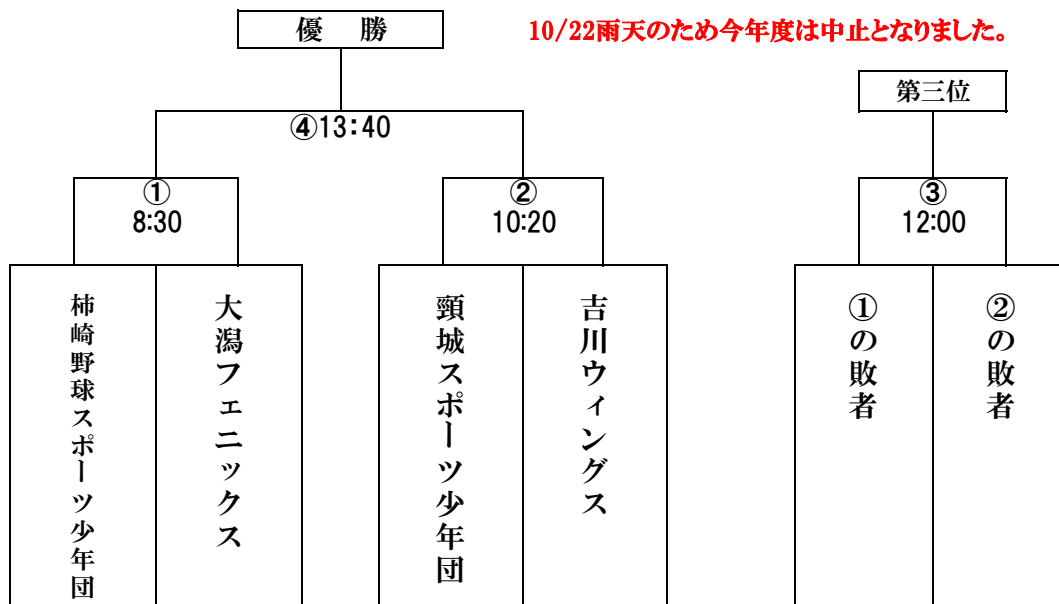 優　勝
10/22雨天のため今年度は中止となりました。
第三位
④13:40
①
8:30
②
10:20
③
12:00
柿崎野球スポーツ少年団
大潟フェニックス
頸城スポーツ少年団
吉川ウィングス
①の敗者
②の敗者